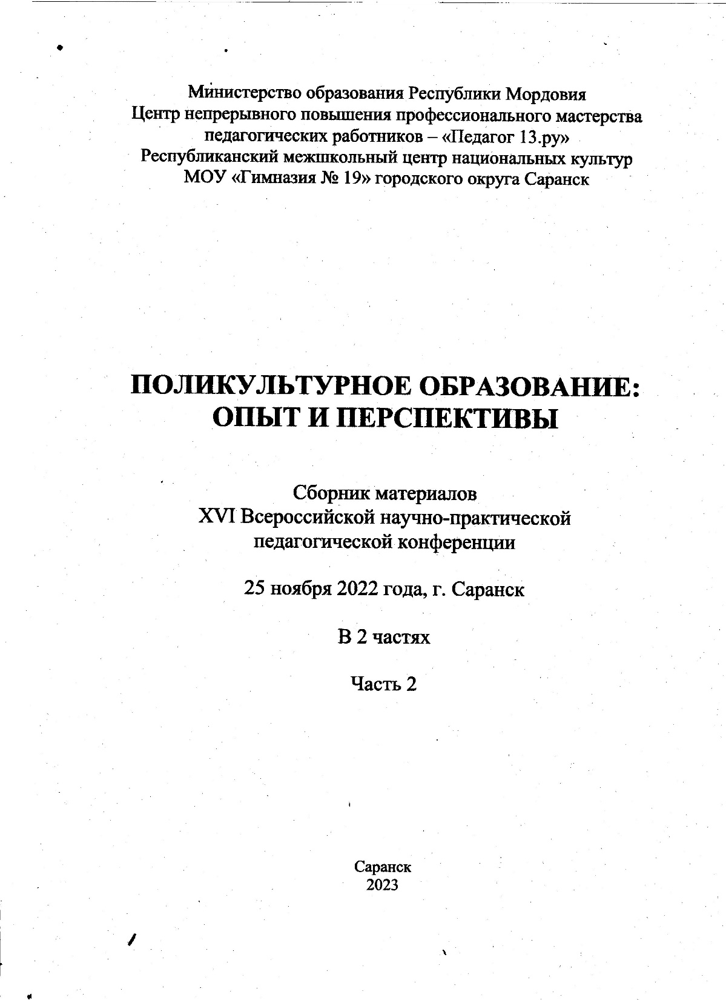 Министерство образования Республики Мордовия
Центр непрерывного повышения профессионального мастерства
педагогических работников – «Педагог 13.ру»
Республиканский межшкольный центр национальных культур
МОУ «Гимназия № 19» городского округа Саранск
ПОЛИКУЛЬТУРНОЕ ОБРАЗОВАНИЕ:
ОПЫТ И ПЕРСПЕКТИВЫ
Сборник материалов
XVI Всероссийской научно-практической
педагогической конференции
25 ноября 2022 года, г. Саранск
В 2 частях
Часть 2
Саранск
2023